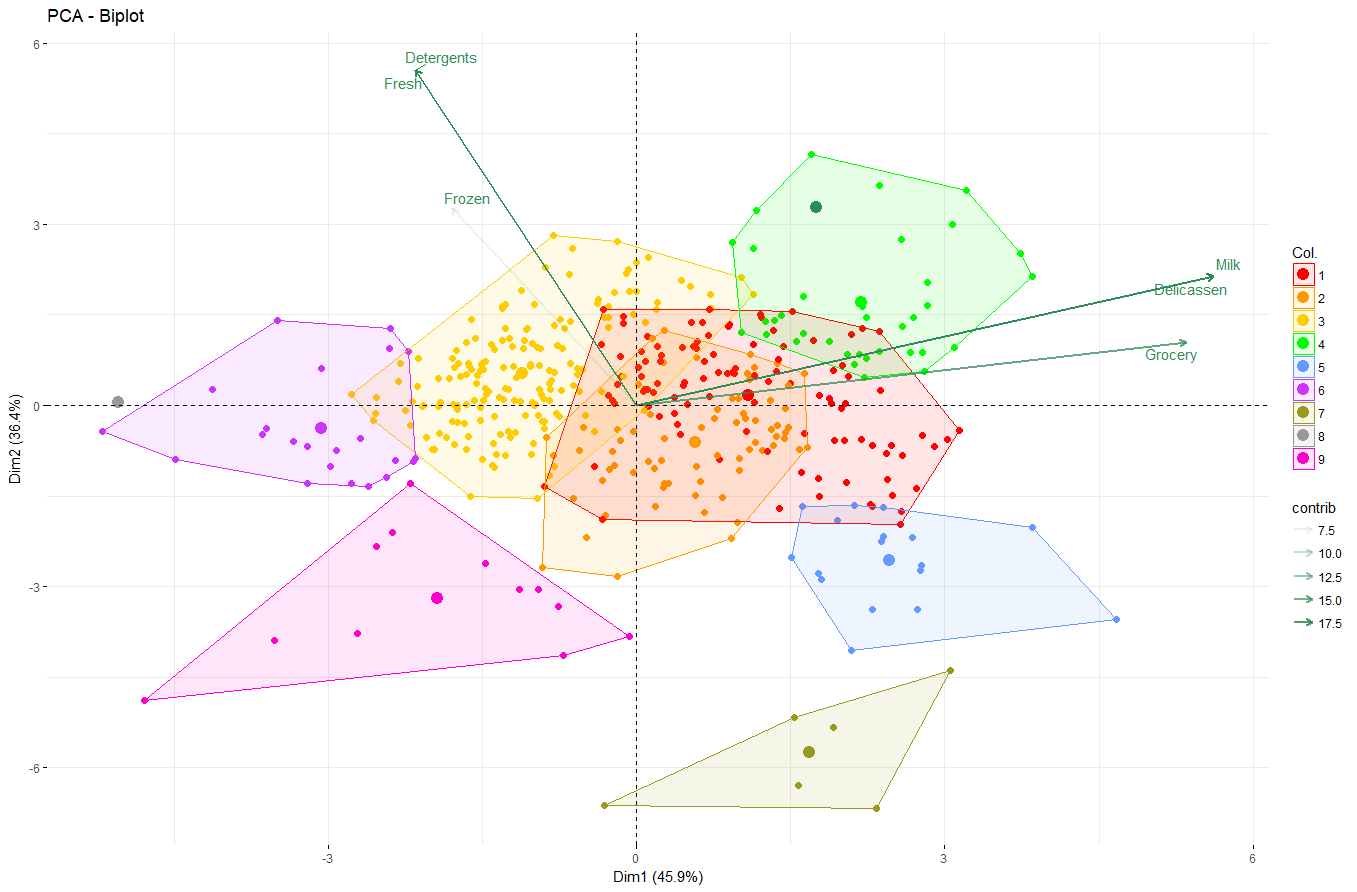 PCA - Biplot
6
3
0
-3
-6
Dim2 (36.4%)
Detergents
Fresh
Frozen
Milk
Delicassen
Grocery
-3
0
3
6
Dim1 (45.9%)
Col.
1
2
3
4
5
6
7
8
9
contrib
7.5
10.0
12.5
15.0
17.5